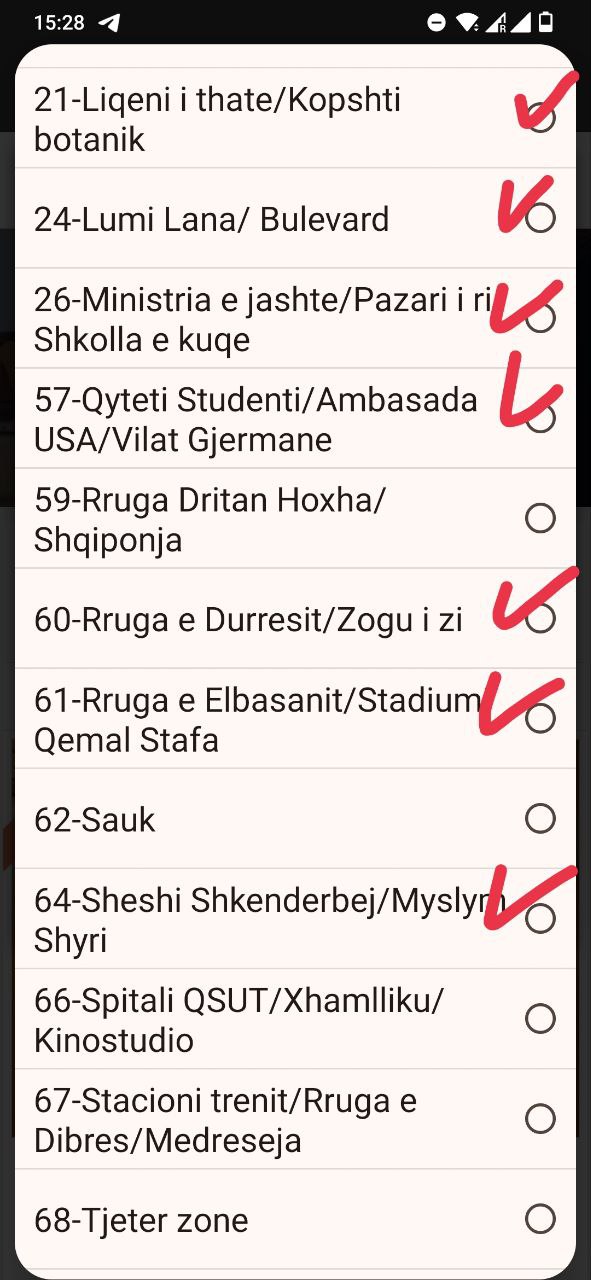 15:28
R
21-Liqeni i thate/Kopshti
botanik
24-Lumi Lana/ Bulevard
26-Ministria e jashte/Pazari i ri
Shkolla e kuqe
57-Qyteti Studenti/Ambasada
USA/Vilat Gjermane
59-Rruga Dritan Hoxha/
Shqiponja
60-Rruga e Durresit/Zogu i zi
61-Rruga e Elbasanit/Stadium
Qemal Stafa
62-Sauk
64-Sheshi Shkenderbej/Myslym
Shyri
66-Spitali QSUT/Xhamlliku/
Kinostudio
67-Stacioni trenit/Rruga e
Dibres/Medreseja
68-Tjeter zone